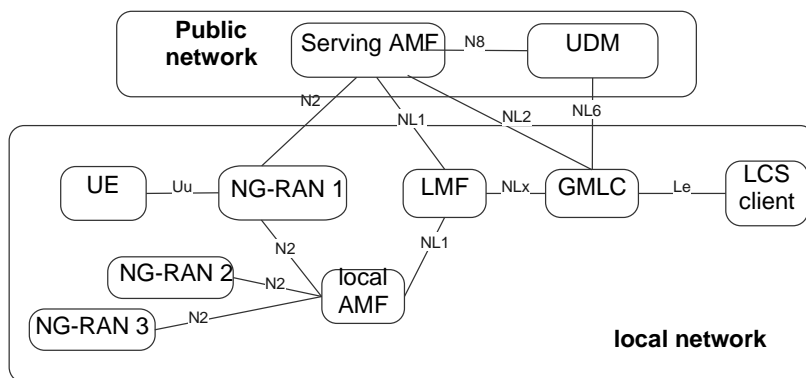 Public
network
Serving AMF
N8
UDM
N2
NL1
NL2
NL6
UE
Uu
NG-RAN 1
LMF
NLx
GMLC
Le
LCS
client
N2
NL1
NG-RAN 2
N2
local
AMF
NG-RAN 3
N2
local network